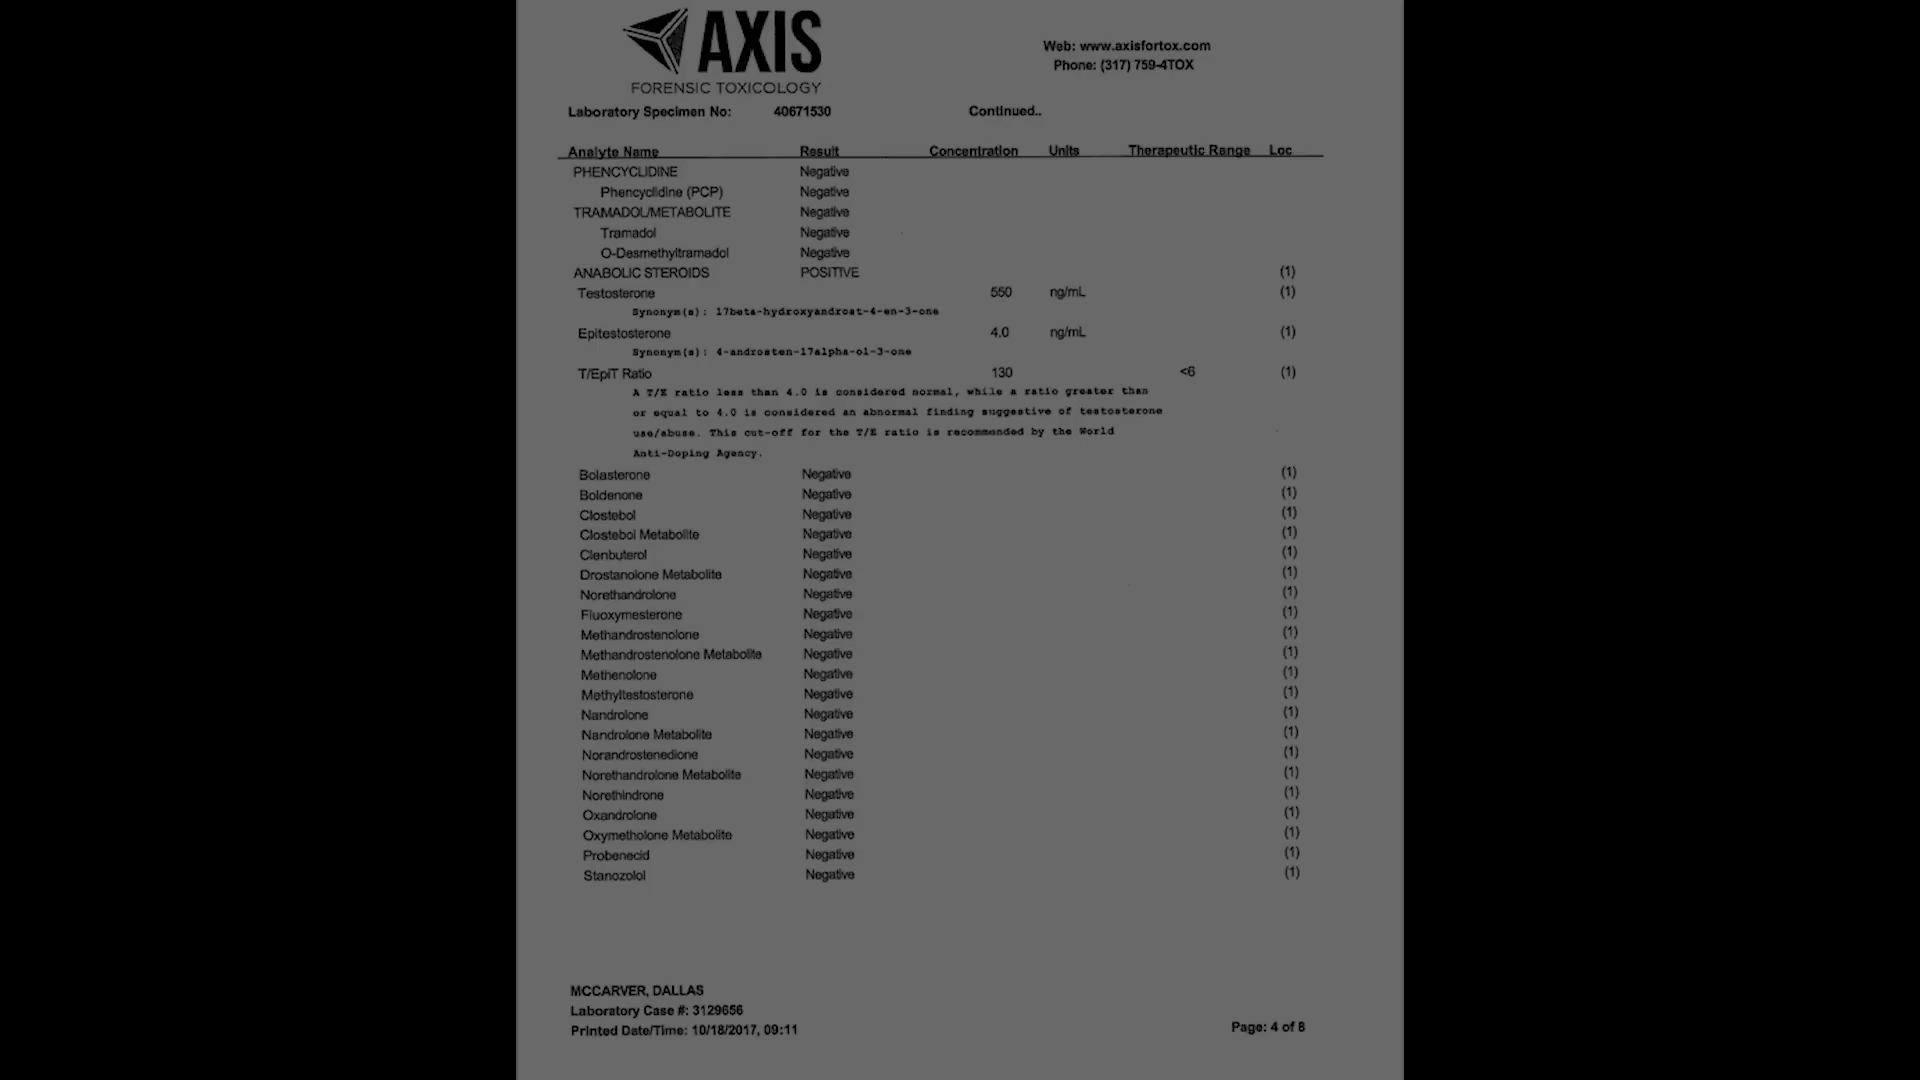 AXIS
FORENSIC TOXICOLOGY
Web: www.axisfortox.com
Phone: (317) 759-4TOX
Laboratory Specimen No: 40671530 Continued..
Analyte Name Result Concentration Units Therapeutic Range Loc
PHENCYCLIDINE Negative
Phencyclidine (PCP) Negative
TRAMADOL/METABOLITE Negative
Tramadol Negative
O-Desmethyltramadol Negative
ANABOLIC STEROIDS POSITIVE (1)
Testosterone 550 ng/mL (1)
Synonym(s): 17beta-hydroxyandrost-4-en-3-one
Epitestosterone 4.0 ng/mL (1)
Synonym(s): 4-androsten-17alpha-ol-3-one
T/EpiT Ratio 130 <6 (1)
A T/E ratio less than 4.0 is considered normal, while a ratio greater than
or equal to 4.0 is considered an abnormal finding suggestive of testosterone
use/abuse. This cut-off for the T/E ratio is recommended by the World
Anti-Doping Agency.
Bolasterone Negative (1)
Boldenone Negative (1)
Clostebol Negative (1)
Clostebol Metabolite Negative (1)
Clenbuterol Negative (1)
Drostanolone Metabolite Negative (1)
Norethandrolone Negative (1)
Fluoxymesterone Negative (1)
Methandrostenolone Negative (1)
Methandrostenolone Metabolite Negative (1)
Methenolone Negative (1)
Methyltestosterone Negative (1)
Nandrolone Negative (1)
Nandrolone Metabolite Negative (1)
Norandrostenedione Negative (1)
Norethandrolone Metabolite Negative (1)
Norethindrone Negative (1)
Oxandrolone Negative (1)
Oxymetholone Metabolite Negative (1)
Probenecid Negative (1)
Stanozolol Negative (1)
MCCARVER, DALLAS
Laboratory Case #: 3129656
Printed Date/Time: 10/18/2017, 09:11
Page: 4 of 8